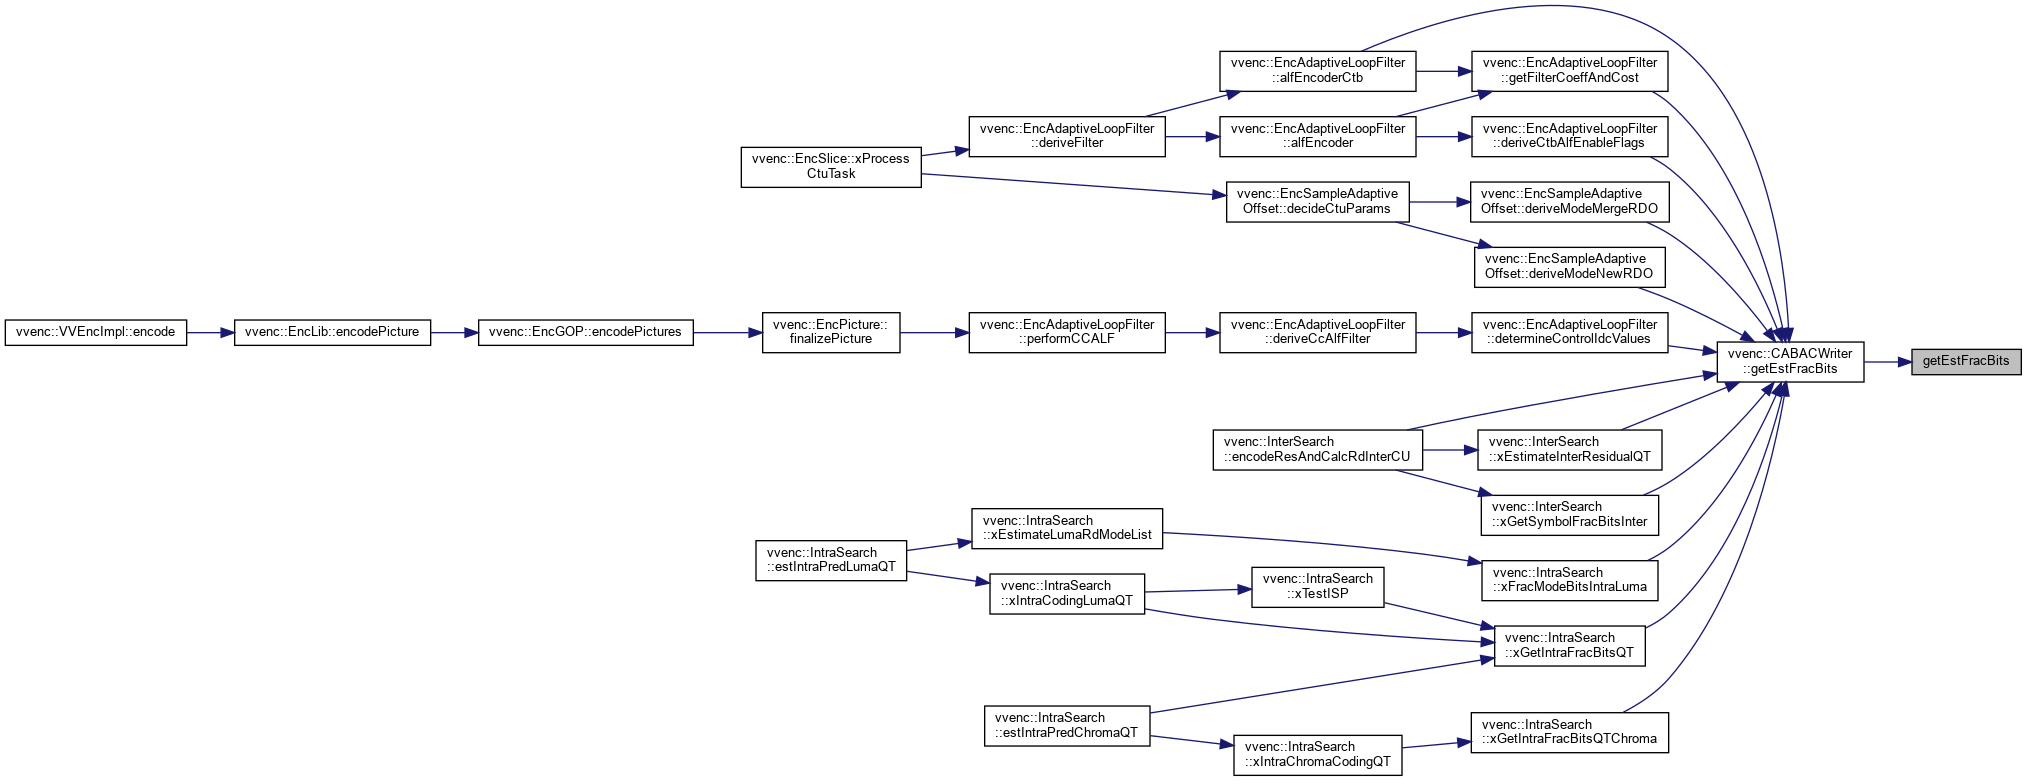 vvenc::EncAdaptiveLoopFilter
::alfEncoderCtb
vvenc::EncAdaptiveLoopFilter
::getFilterCoeffAndCost
vvenc::EncAdaptiveLoopFilter
::deriveFilter
vvenc::EncAdaptiveLoopFilter
::alfEncoder
vvenc::EncAdaptiveLoopFilter
::deriveCtbAlfEnableFlags
vvenc::EncSlice::xProcess
CtuTask
vvenc::EncSampleAdaptive
Offset::decideCtuParams
vvenc::EncSampleAdaptive
Offset::deriveModeMergeRDO
vvenc::EncSampleAdaptive
Offset::deriveModeNewRDO
vvenc::VVEncImpl::encode
vvenc::EncLib::encodePicture
vvenc::EncGOP::encodePictures
vvenc::EncPicture::
finalizePicture
vvenc::EncAdaptiveLoopFilter
::performCCALF
vvenc::EncAdaptiveLoopFilter
::deriveCcAlfFilter
vvenc::EncAdaptiveLoopFilter
::determineControlIdcValues
vvenc::CABACWriter
::getEstFracBits
getEstFracBits
vvenc::InterSearch
::encodeResAndCalcRdInterCU
vvenc::InterSearch
::xEstimateInterResidualQT
vvenc::InterSearch
::xGetSymbolFracBitsInter
vvenc::IntraSearch
::xEstimateLumaRdModeList
vvenc::IntraSearch
::estIntraPredLumaQT
vvenc::IntraSearch
::xIntraCodingLumaQT
vvenc::IntraSearch
::xTestISP
vvenc::IntraSearch
::xFracModeBitsIntraLuma
vvenc::IntraSearch
::xGetIntraFracBitsQT
vvenc::IntraSearch
::estIntraPredChromaQT
vvenc::IntraSearch
::xIntraChromaCodingQT
vvenc::IntraSearch
::xGetIntraFracBitsQTChroma